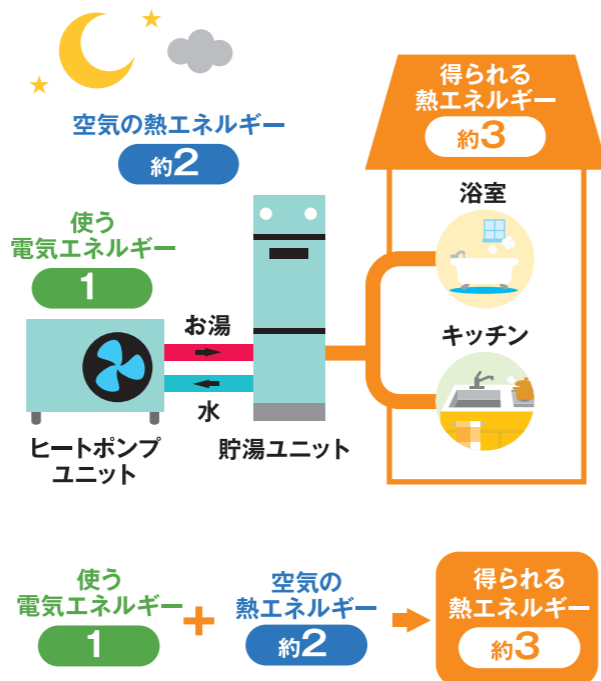 得られる
熱エネルギー
約3
空気の熱エネルギー
約2
使う
電気エネルギー
1
浴室
お湯
水
キッチン
ヒートポンプ
ユニット
貯湯ユニット
使う
電気エネルギー
1
+
空気の
熱エネルギー
約2
得られる
熱エネルギー
約3